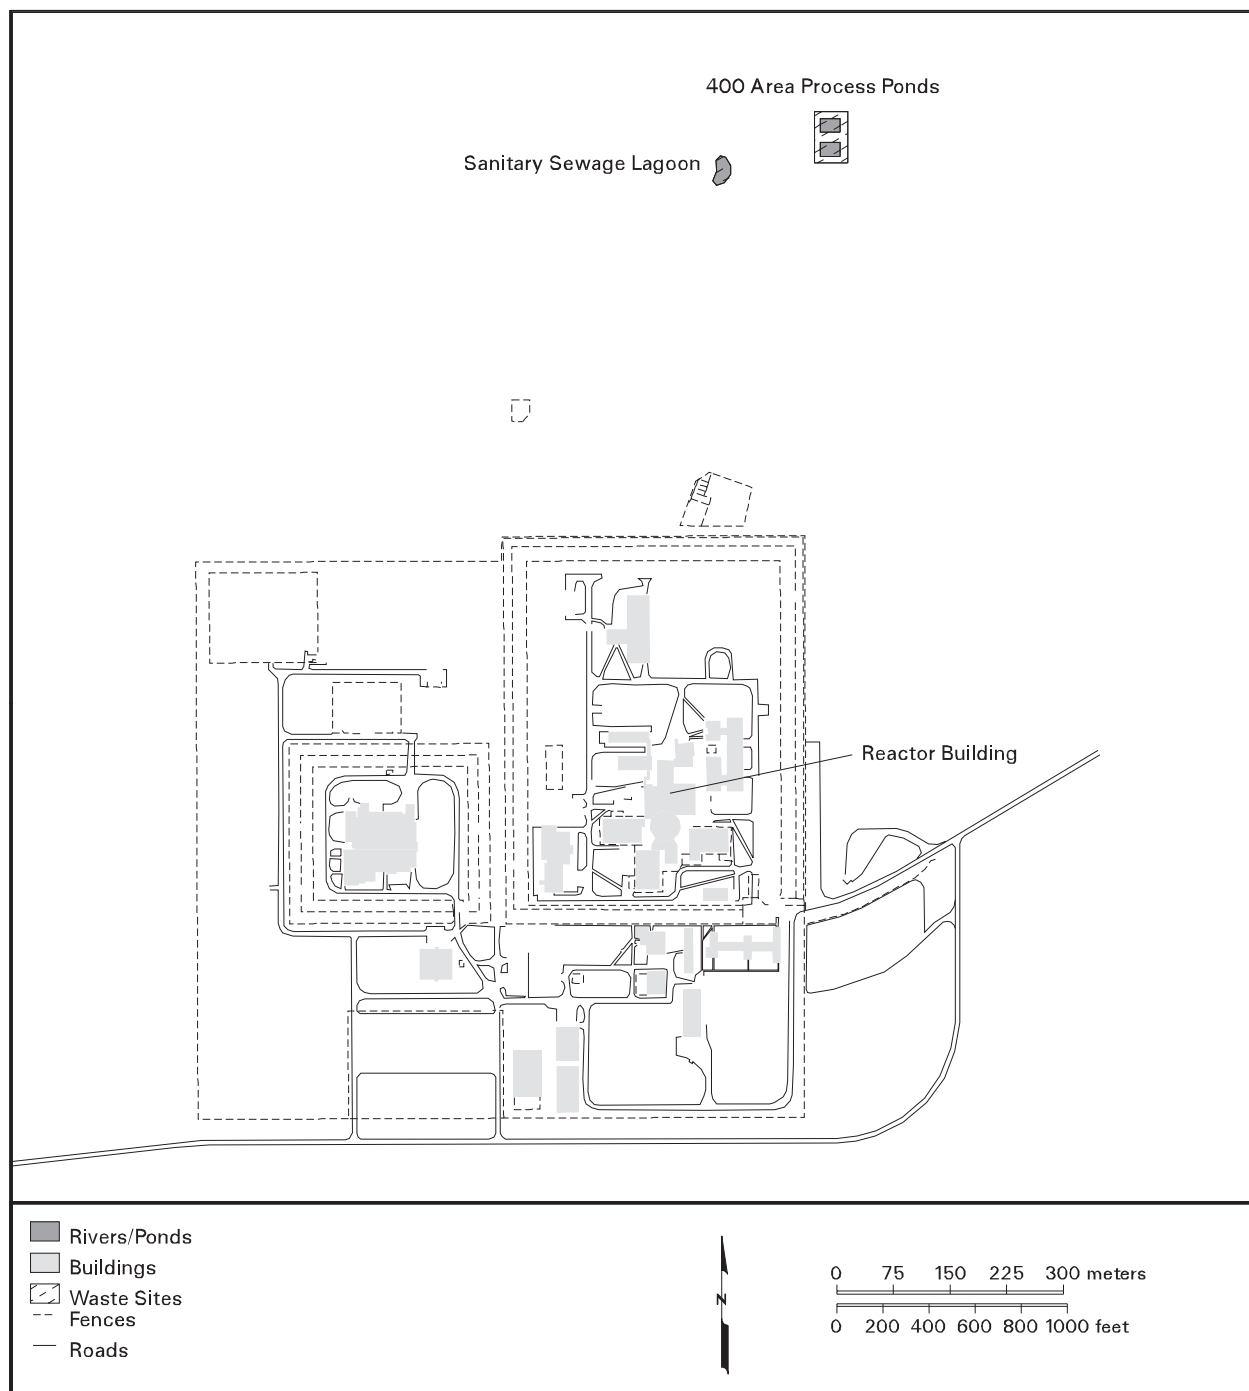 400 Area Process Ponds
Sanitary Sewage Lagoon
Reactor Building
Rivers/Ponds
Buildings
Waste Sites
Fences
Roads
N
0 75 150 225 300 meters
0 200 400 600 800 1000 feet